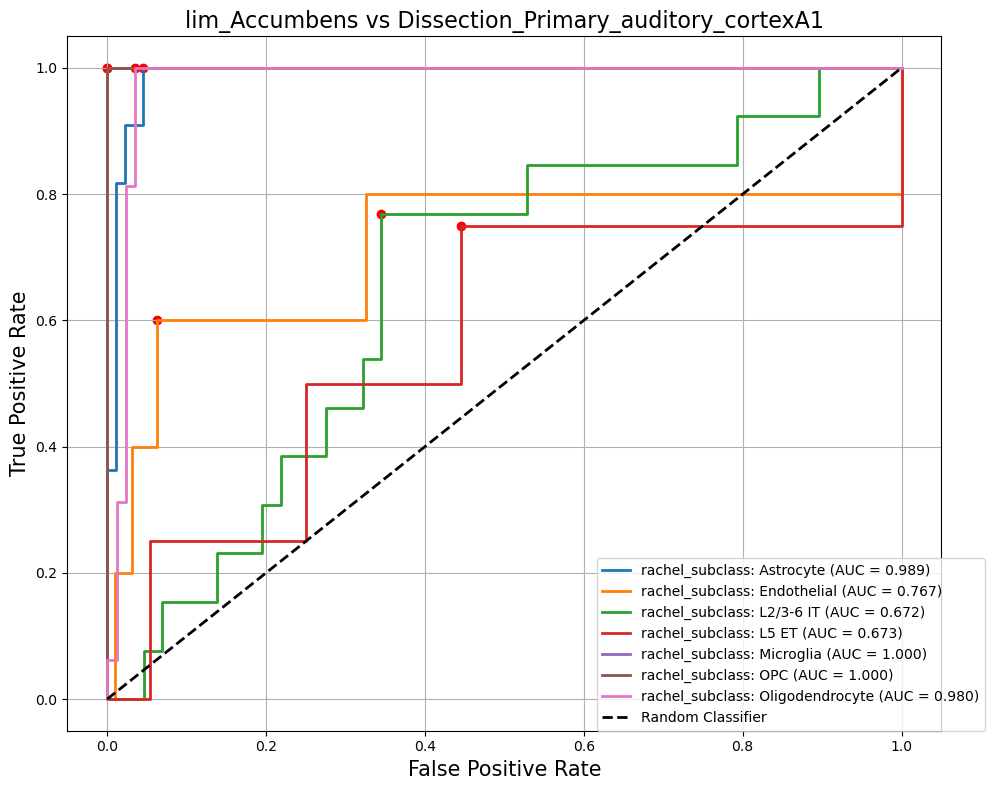 lim_Accumbens vs Dissection_Primary_auditory_cortexA1
1.0
0.8
0.6
0.4
0.2
0.0
True Positive Rate
rachel_subclass: Astrocyte (AUC = 0.989)
rachel_subclass: Endothelial (AUC = 0.767)
rachel_subclass: L2/3-6 IT (AUC = 0.672)
rachel_subclass: L5 ET (AUC = 0.673)
rachel_subclass: Microglia (AUC = 1.000)
rachel_subclass: OPC (AUC = 1.000)
rachel_subclass: Oligodendrocyte (AUC = 0.980)
Random Classifier
0.0 0.2 0.4 0.6 0.8 1.0
False Positive Rate